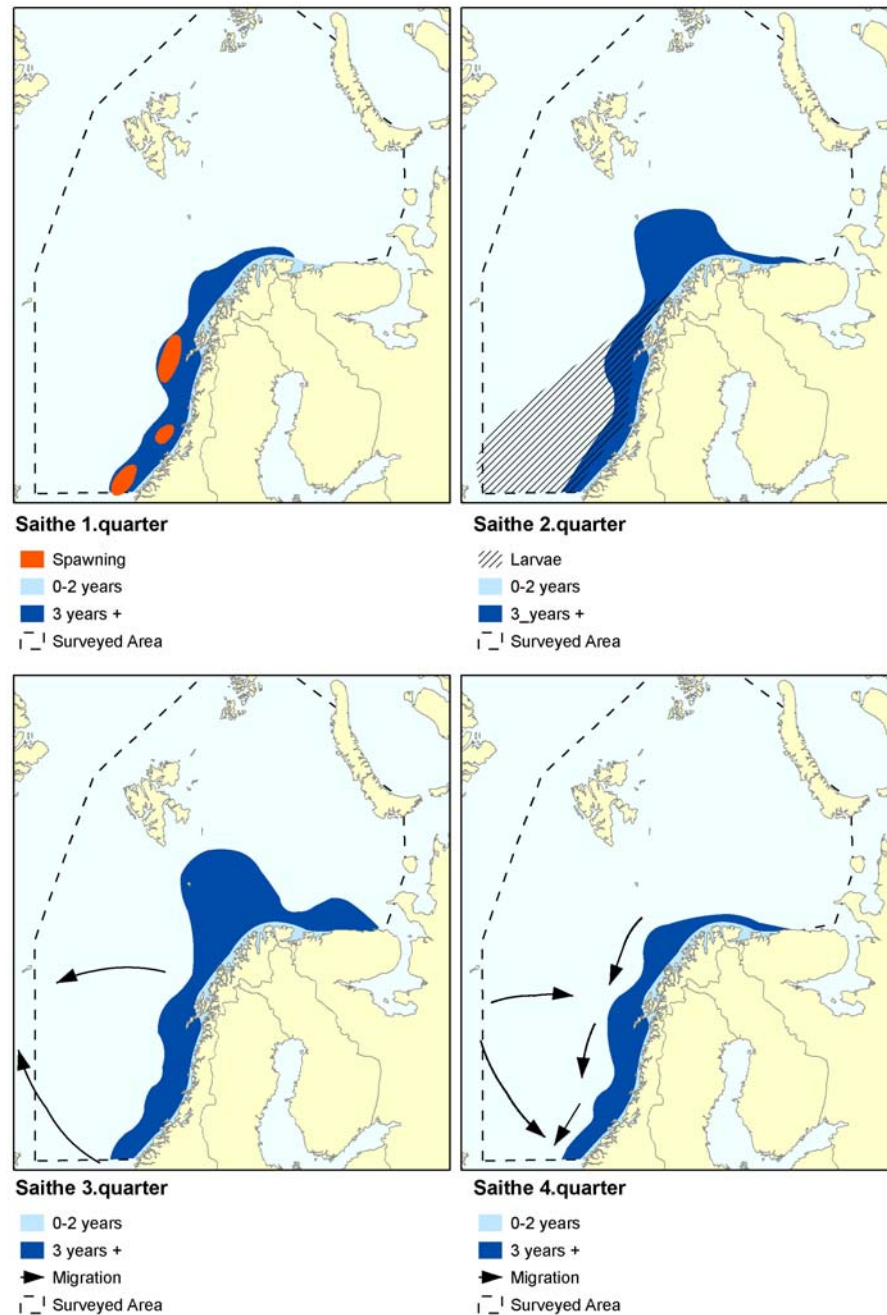 Saithe 1.quarter
Spawning
0-2 years
3 years +
Surveyed Area
Saithe 2.quarter
Larvae
0-2 years
3_years +
Surveyed Area
Saithe 3.quarter
0-2 years
3 years +
Migration
Surveyed Area
Saithe 4.quarter
0-2 years
3 years +
Migration
Surveyed Area